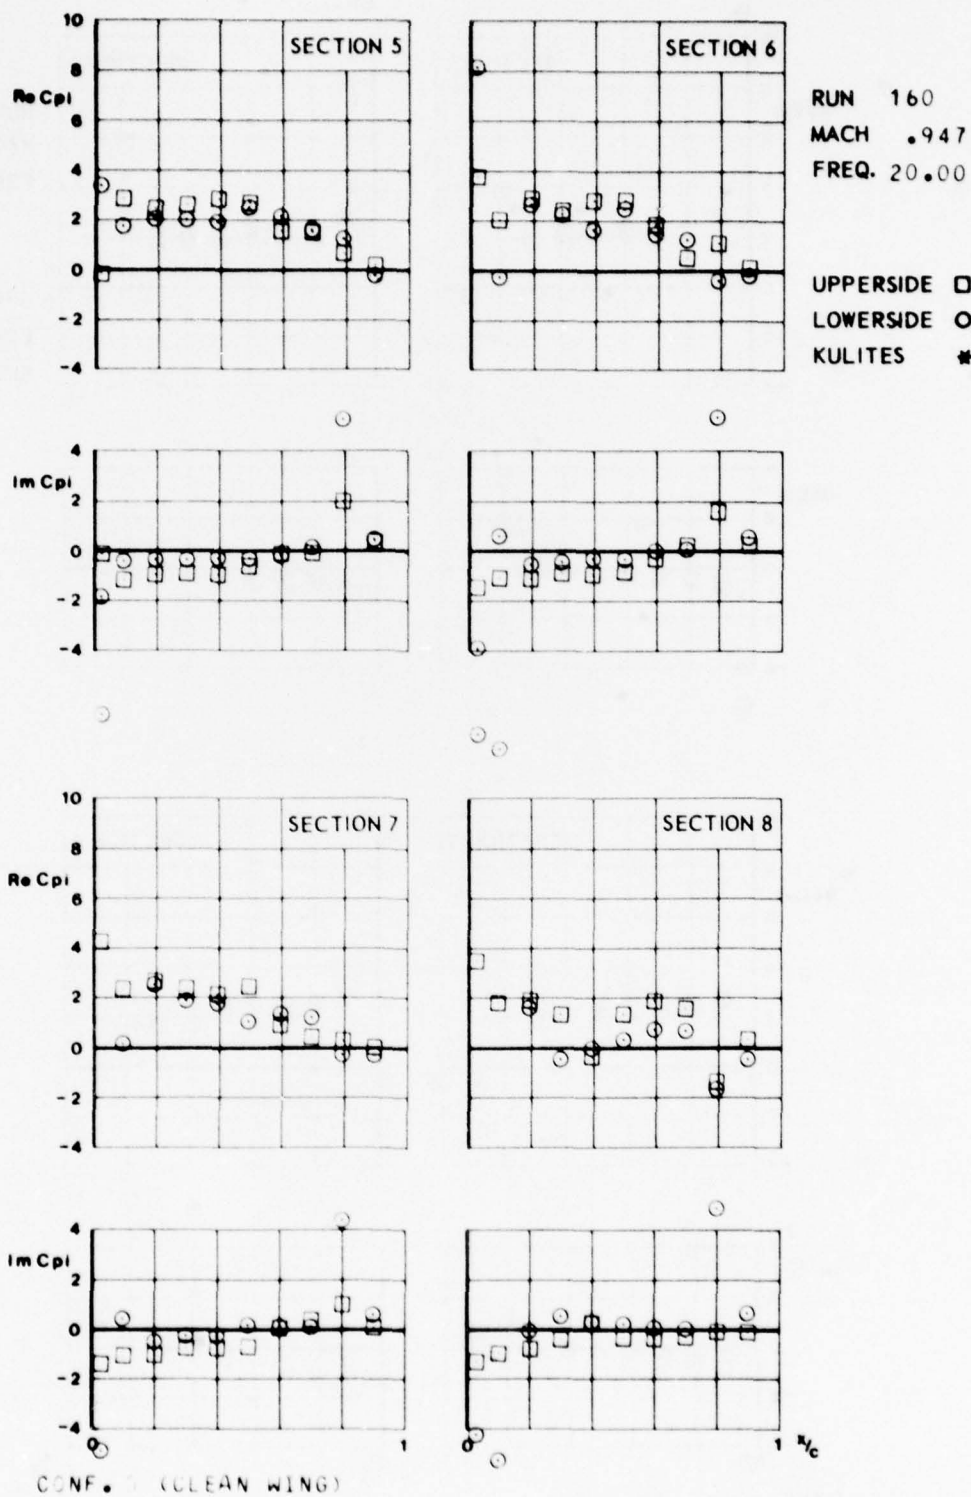 10
SECTION 5
SECTION 6
8
Re Cpi
6
4
2
0
-2
-4
RUN 160
MACH .947
FREQ. 20.00
UPPERSIDE
LOWERSIDE
KULITES
4
Im Cpi
2
0
-2
-4
10
SECTION 7
SECTION 8
8
Re Cpi
6
4
2
0
-2
-4
4
Im Cpi
2
0
-2
-4
0
1
0
1
x/c
CONF. (CLEAN WING)